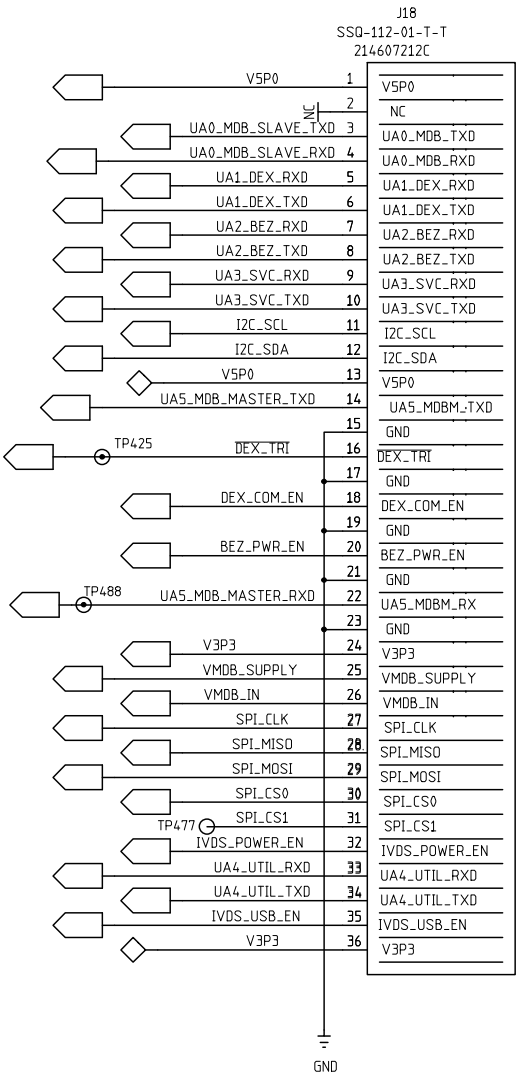 J18
SSQ-112-01-T-T
214607212C
V5P0 1 V5P0
NC 2 NC
UA0_MDB_SLAVE_TXD 3 UA0_MDB_TXD
UA0_MDB_SLAVE_RXD 4 UA0_MDB_RXD
UA1_DEX_RXD 5 UA1_DEX_RXD
UA1_DEX_TXD 6 UA1_DEX_TXD
UA2_BEZ_RXD 7 UA2_BEZ_RXD
UA2_BEZ_TXD 8 UA2_BEZ_TXD
UA3_SVC_RXD 9 UA3_SVC_RXD
UA3_SVC_TXD 10 UA3_SVC_TXD
I2C_SCL 11 I2C_SCL
I2C_SDA 12 I2C_SDA
V5P0 13 V5P0
UA5_MDB_MASTER_TXD 14 UA5_MDBM_TXD
15 GND
TP425 DEX_TRI 16 DEX_TRI
17 GND
DEX_COM_EN 18 DEX_COM_EN
19 GND
BEZ_PWR_EN 20 BEZ_PWR_EN
21 GND
TP488 UA5_MDB_MASTER_RXD 22 UA5_MDBM_RX
23 GND
V3P3 24 V3P3
VMDB_SUPPLY 25 VMDB_SUPPLY
VMDB_IN 26 VMDB_IN
SPI_CLK 27 SPI_CLK
SPI_MISO 28 SPI_MISO
SPI_MOSI 29 SPI_MOSI
SPI_CS0 30 SPI_CS0
TP477 SPI_CS1 31 SPI_CS1
IVDS_POWER_EN 32 IVDS_POWER_EN
UA4_UTIL_RXD 33 UA4_UTIL_RXD
UA4_UTIL_TXD 34 UA4_UTIL_TXD
IVDS_USB_EN 35 IVDS_USB_EN
V3P3 36 V3P3
GND